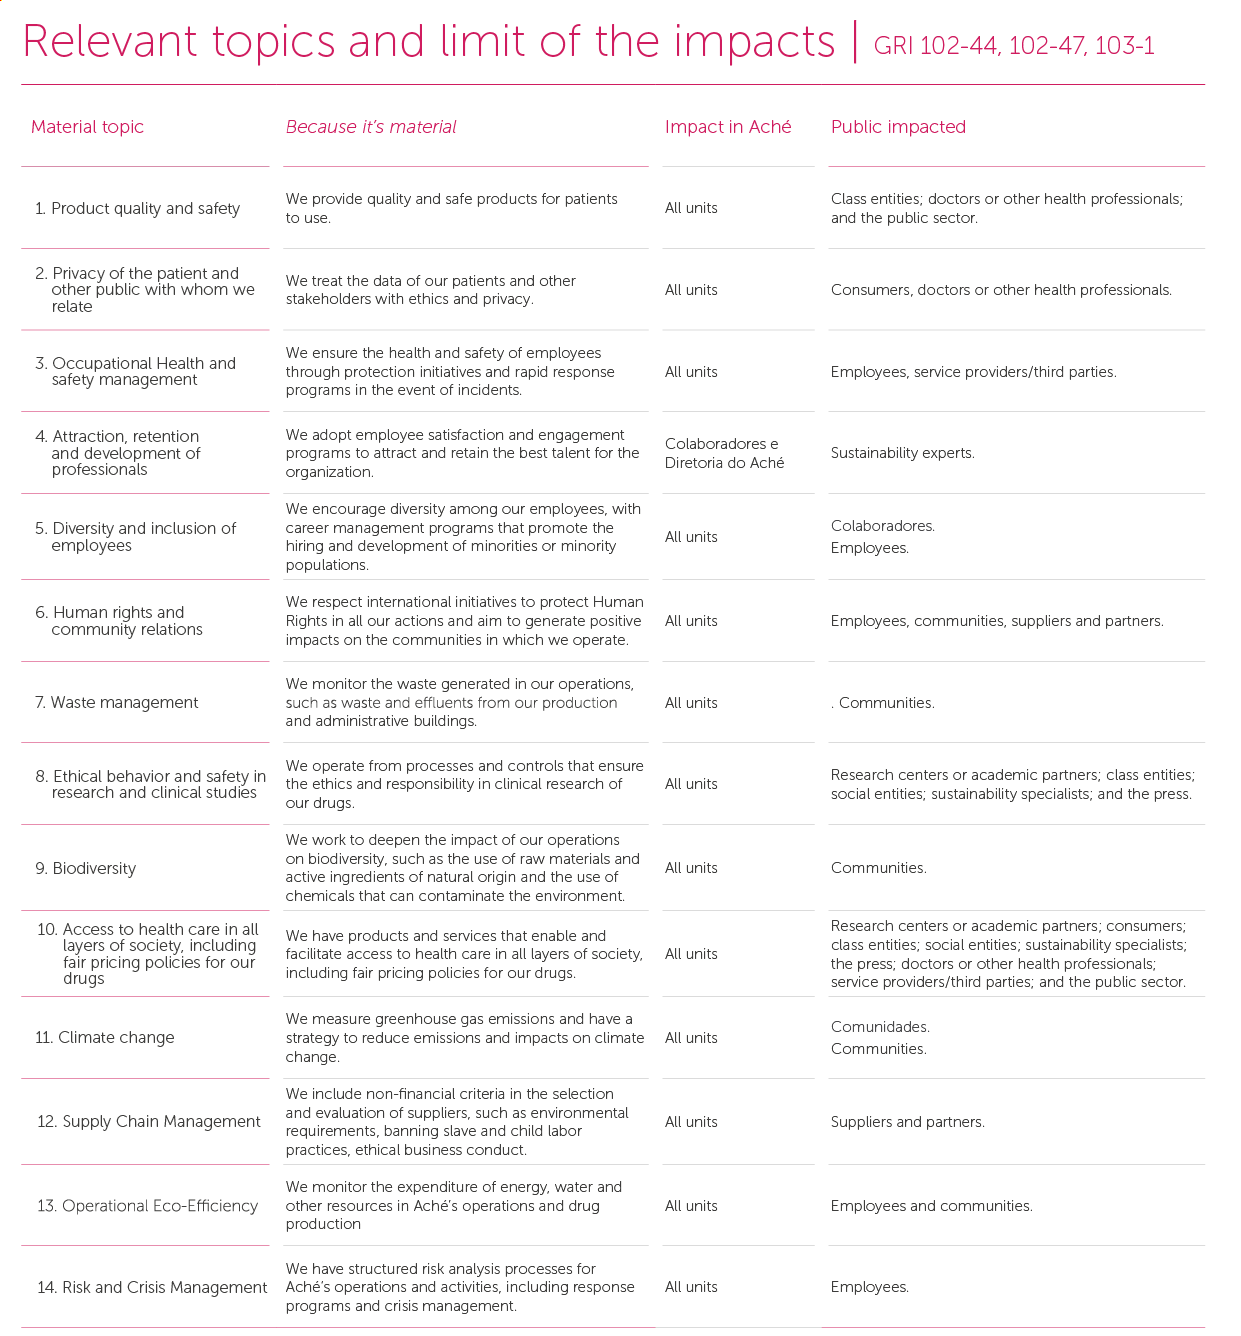 Relevant topics and limit of the impacts | GRI 102-44, 102-47, 103-1
Material topic
Because it's material
Impact in Aché
Public impacted
1. Product quality and safety
We provide quality and safe products for patients
to use.
All units
Class entities; doctors or other health professionals;
and the public sector.
2. Privacy of the patient and
other public with whom we
relate
We treat the data of our patients and other
stakeholders with ethics and privacy.
All units
Consumers, doctors or other health professionals.
3. Occupational Health and
safety management
We ensure the health and safety of employees
through protection initiatives and rapid response
programs in the event of incidents.
All units
Employees, service providers/third parties.
4. Attraction, retention
and development of
professionals
We adopt employee satisfaction and engagement
programs to attract and retain the best talent for the
organization.
Colaboradores e
Diretoria do Aché
Sustainability experts.
5. Diversity and inclusion of
employees
We encourage diversity among our employees, with
career management programs that promote the
hiring and development of minorities or minority
populations.
All units
Colaboradores.
Employees.
6. Human rights and
community relations
We respect international initiatives to protect Human
Rights in all our actions and aim to generate positive
impacts on the communities in which we operate.
All units
Employees, communities, suppliers and partners.
7. Waste management
We monitor the waste generated in our operations,
such as waste and effluents from our production
and administrative buildings.
All units
. Communities.
8. Ethical behavior and safety in
research and clinical studies
We operate from processes and controls that ensure
the ethics and responsibility in clinical research of
our drugs.
All units
Research centers or academic partners; class entities;
social entities; sustainability specialists; and the press.
9. Biodiversity
We work to deepen the impact of our operations
on biodiversity, such as the use of raw materials and
active ingredients of natural origin and the use of
chemicals that can contaminate the environment.
All units
Communities.
10. Access to health care in all
layers of society, including
fair pricing policies for our
drugs
We have products and services that enable and
facilitate access to health care in all layers of society,
including fair pricing policies for our drugs.
All units
Research centers or academic partners; consumers;
class entities; social entities; sustainability specialists;
the press; doctors or other health professionals;
service providers/third parties; and the public sector.
11. Climate change
We measure greenhouse gas emissions and have a
strategy to reduce emissions and impacts on climate
change.
All units
Comunidades.
Communities.
12. Supply Chain Management
We include non-financial criteria in the selection
and evaluation of suppliers, such as environmental
requirements, banning slave and child labor
practices, ethical business conduct.
All units
Suppliers and partners.
13. Operational Eco-Efficiency
We monitor the expenditure of energy, water and
other resources in Aché's operations and drug
production
All units
Employees and communities.
14. Risk and Crisis Management
We have structured risk analysis processes for
Aché's operations and activities, including response
programs and crisis management.
All units
Employees.